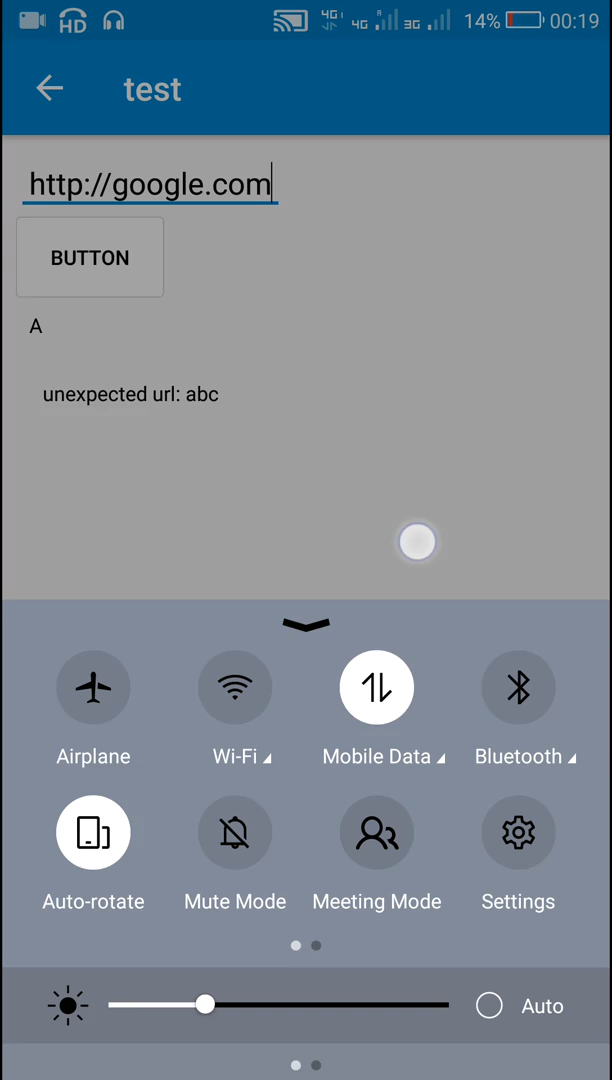 HD 4G 4G R 3G 14% 00:19
test
http://google.com
BUTTON
A
unexpected url: abc
Airplane Wi-Fi Mobile Data Bluetooth
Auto-rotate Mute Mode Meeting Mode Settings
Auto